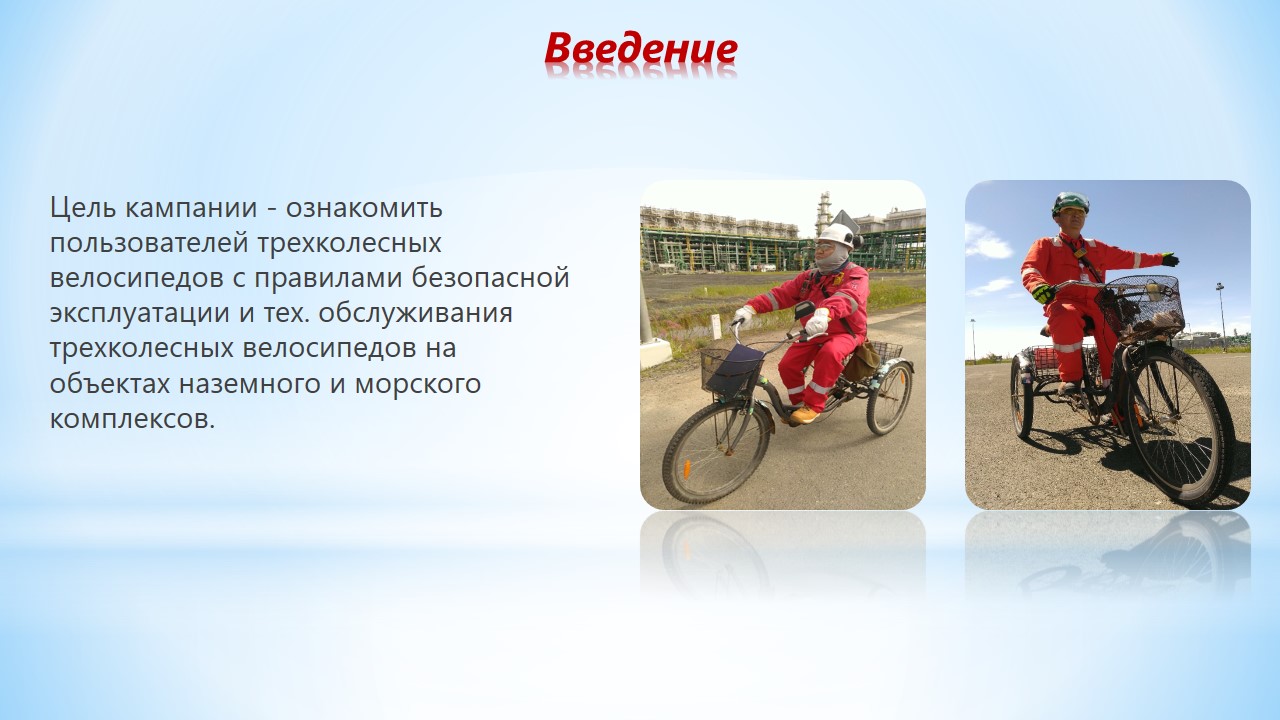 Введение
Цель кампании - ознакомить
пользователей трехколесных
велосипедов с правилами безопасной
эксплуатации и тех. обслуживания
трехколесных велосипедов на
объектах наземного и морского
комплексов.